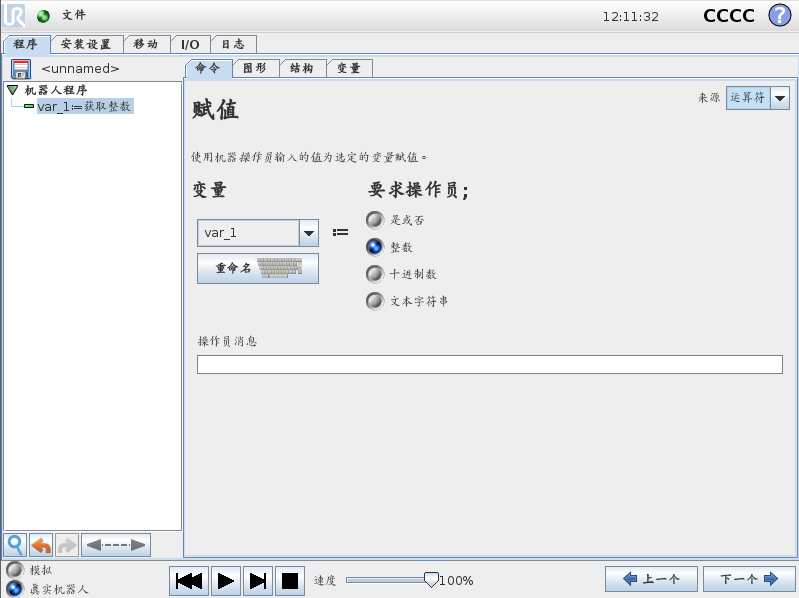 UR 文件 12:11:32 CCCC ?
程序 安装设置 移动 I/O 日志
<unnamed> 命令 图形 结构 变量
机器人程序
var_1:=获取整数
赋值
来源 运算符
使用机器操作员输入的值为选定的变量赋值。
变量 要求操作员;
是或否
var_1 :=
整数
重命名
十进制数
文本字符串
操作员消息
模拟
真实机器人
速度 100%
上一个 下一个